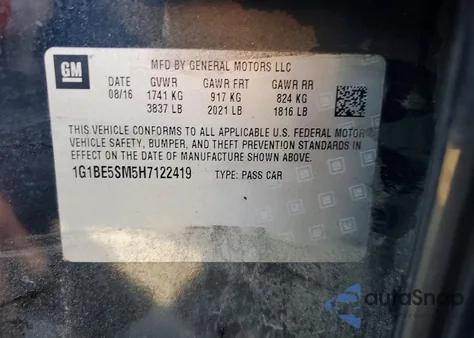 GM
MFD BY GENERAL MOTORS LLC
DATE GVWR GAWR FRT GAWR RR
08/16 1741 KG 917 KG 824 KG
3837 LB 2021 LB 1816 LB
THIS VEHICLE CONFORMS TO ALL APPLICABLE U.S. FEDERAL MOTOR
VEHICLE SAFETY, BUMPER, AND THEFT PREVENTION STANDARDS IN
EFFECT ON THE DATE OF MANUFACTURE SHOWN ABOVE.
1G1BE5SM5H7122419 TYPE: PASS CAR
autoSnap